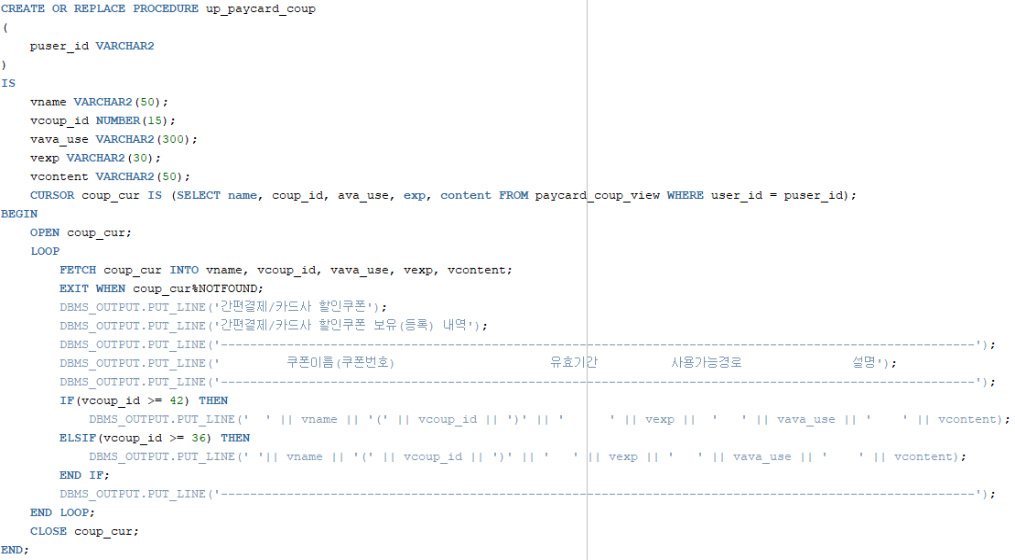 CREATE OR REPLACE PROCEDURE up_paycard_coup
(
    puser_id VARCHAR2
)
IS
    vname VARCHAR2(50);
    vcoup_id NUMBER(15);
    vava_use VARCHAR2(300);
    vexp VARCHAR2(30);
    vcontent VARCHAR2(50);
    CURSOR coup_cur IS (SELECT name, coup_id, ava_use, exp, content FROM paycard_coup_view WHERE user_id = puser_id);
BEGIN
    OPEN coup_cur;
    LOOP
        FETCH coup_cur INTO vname, vcoup_id, vava_use, vexp, vcontent;
        EXIT WHEN coup_cur%NOTFOUND;
        DBMS_OUTPUT.PUT_LINE('간편결제/카드사 할인쿠폰');
        DBMS_OUTPUT.PUT_LINE('간편결제/카드사 할인쿠폰 보유(등록) 내역');
        DBMS_OUTPUT.PUT_LINE('-------------------------------------------------------------------------------------------------------');
        DBMS_OUTPUT.PUT_LINE('         쿠폰이름(쿠폰번호)                     유효기간          사용가능경로               설명');
        DBMS_OUTPUT.PUT_LINE('-------------------------------------------------------------------------------------------------------');
        IF(vcoup_id >= 42) THEN
            DBMS_OUTPUT.PUT_LINE('  ' || vname || '(' || vcoup_id || ')' || '      ' || vexp ||  '   ' || vava_use || '    ' || vcontent);
        ELSIF(vcoup_id >= 36) THEN
            DBMS_OUTPUT.PUT_LINE(' '|| vname || '(' || vcoup_id || ')' || '   ' || vexp || '   ' || vava_use || '    ' || vcontent);
        END IF;
        DBMS_OUTPUT.PUT_LINE('-------------------------------------------------------------------------------------------------------');
    END LOOP;
    CLOSE coup_cur;
END;